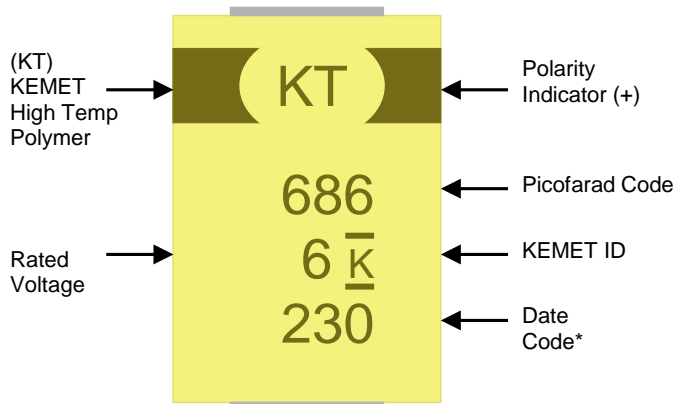 (KT)
KEMET
High Temp
Polymer
KT
Polarity
Indicator (+)
686
Picofarad Code
Rated
Voltage
6 K
KEMET ID
230
Date
Code*